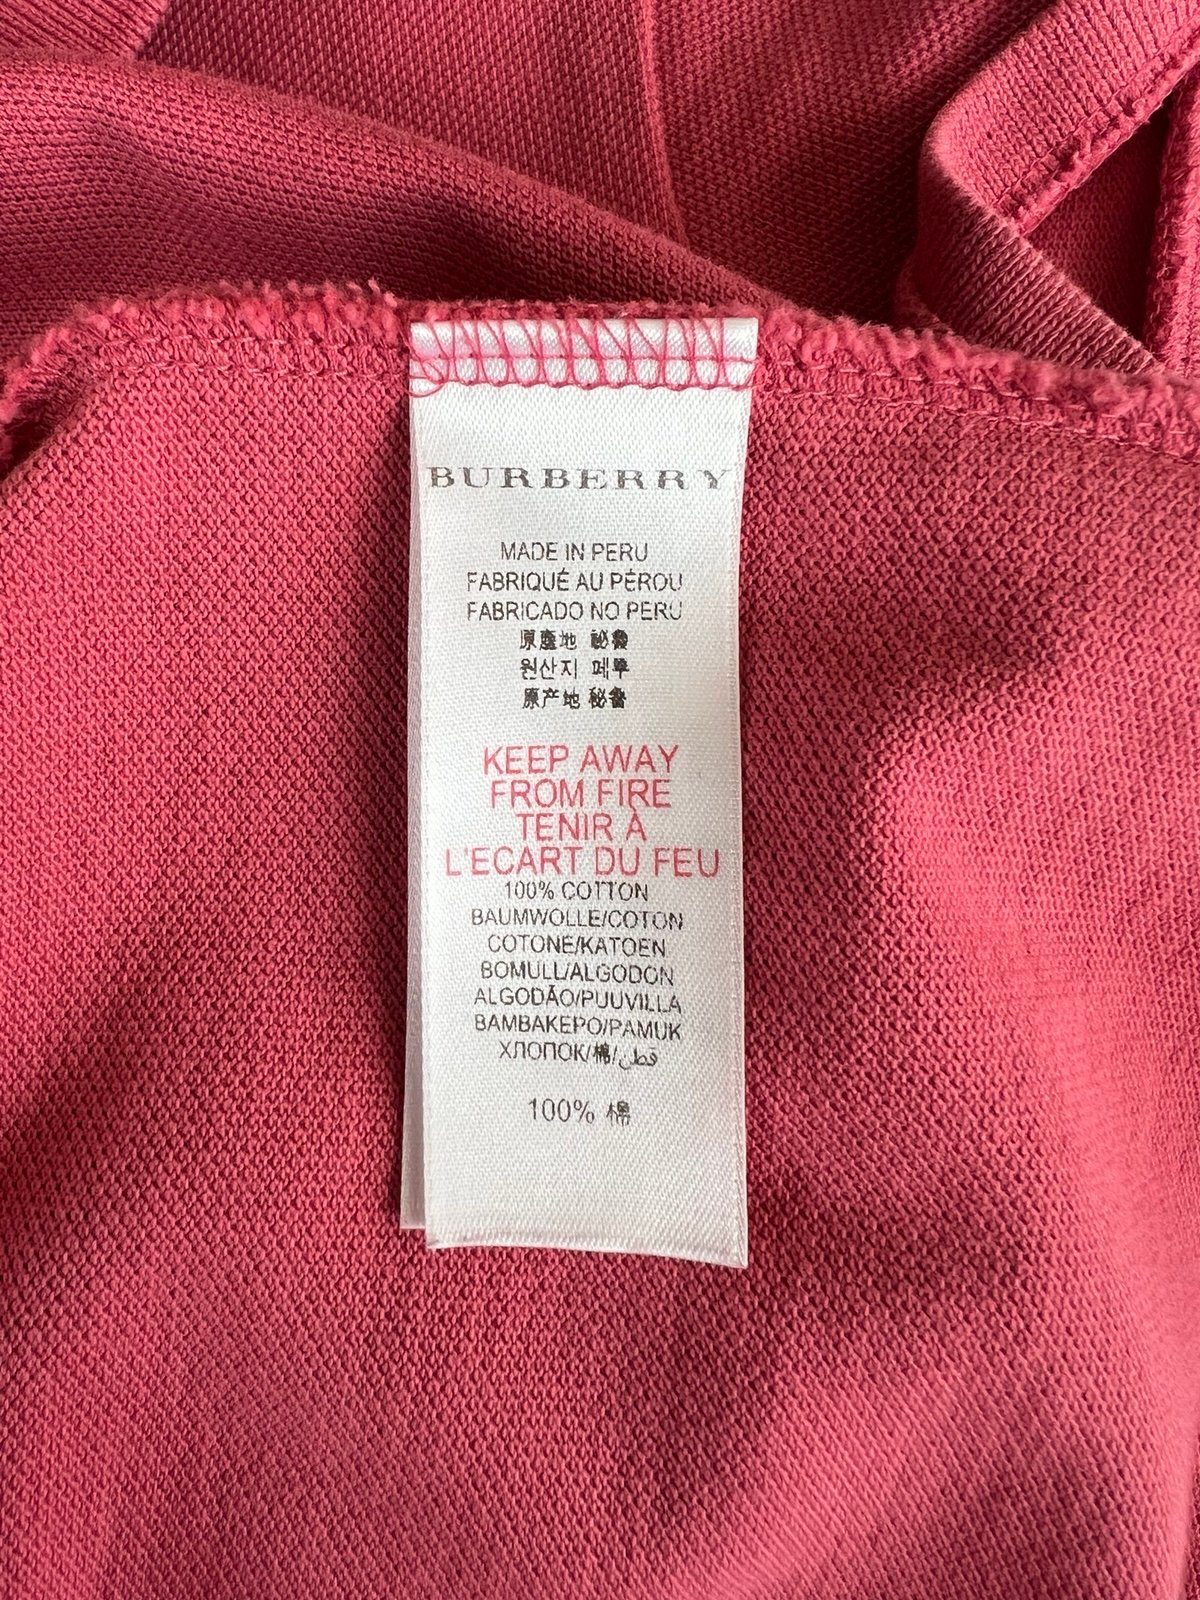 BURBERRY
MADE IN PERU
FABRIQUÉ AU PÉROU
FABRICADO NO PERU
原產地 秘魯
원산지 페루
原产地 秘鲁
KEEP AWAY
FROM FIRE
TENIR À
L'ECART DU FEU
100% COTTON
BAUMWOLLE/COTON
COTONE/KATOEN
BOMULL/ALGODON
ALGODÃO/PUUVILLA
BAMBAKEPO/PAMUK
ХЛОПОК/棉/قطن
100% 棉